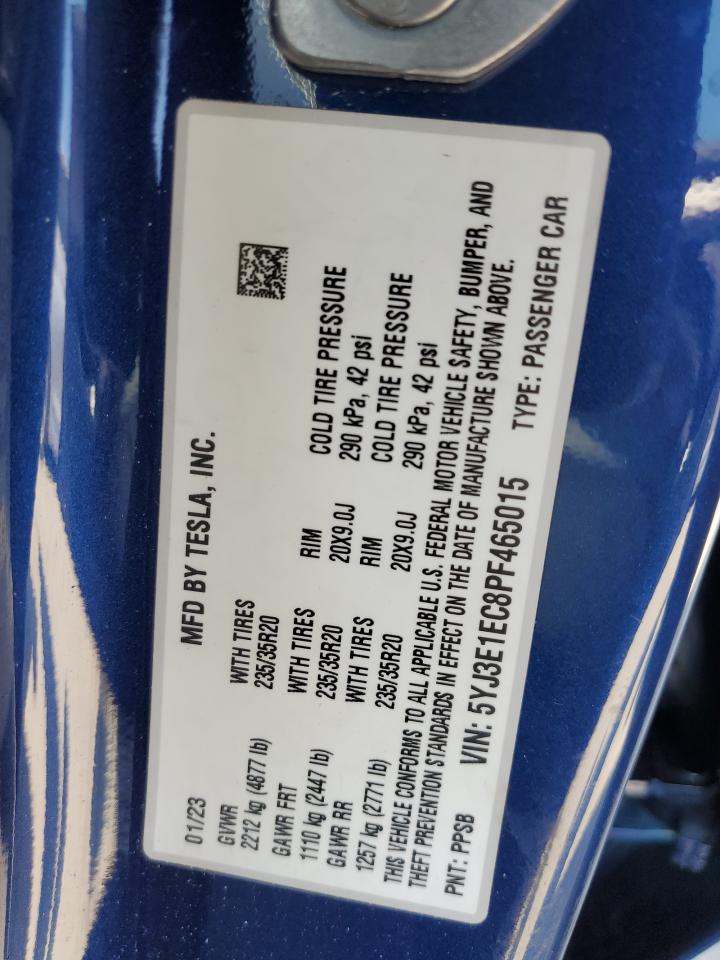 MFD BY TESLA, INC.
01/23
GVWR WITH TIRES
2212 kg (4877 lb) 235/35R20
GAWR FRT WITH TIRES RIM COLD TIRE PRESSURE
1110 kg (2447 lb) 235/35R20 20X9.0J 290 kPa, 42 psi
GAWR RR WITH TIRES RIM COLD TIRE PRESSURE
1257 kg (2771 lb) 235/35R20 20X9.0J 290 kPa, 42 psi
THIS VEHICLE CONFORMS TO ALL APPLICABLE U.S. FEDERAL MOTOR VEHICLE SAFETY, BUMPER, AND
THEFT PREVENTION STANDARDS IN EFFECT ON THE DATE OF MANUFACTURE SHOWN ABOVE.
PNT: PPSB VIN: 5YJ3E1EC8PF465015 TYPE: PASSENGER CAR